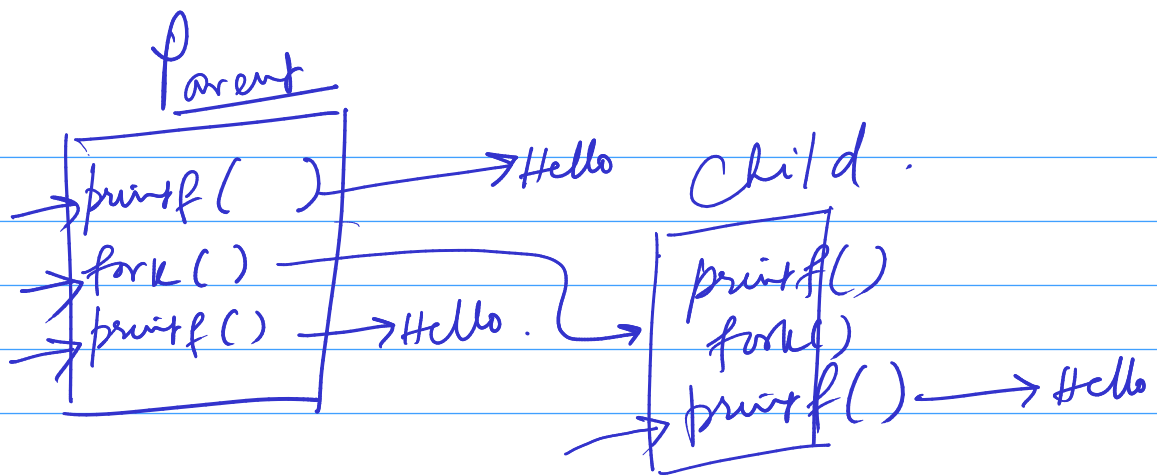 Parent
printf( ) → Hello
fork()
printf() → Hello.
Child.
printf()
fork()
printf() → Hello